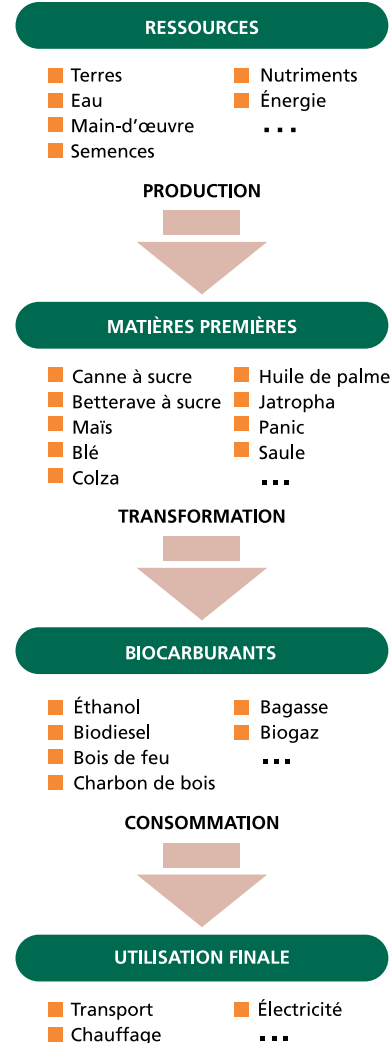 RESSOURCES
Terres
Eau
Main-d'œuvre
Semences
Nutriments
Énergie
...
PRODUCTION
MATIÈRES PREMIÈRES
Canne à sucre
Betterave à sucre
Maïs
Blé
Colza
Huile de palme
Jatropha
Panic
Saule
...
TRANSFORMATION
BIOCARBURANTS
Éthanol
Biodiesel
Bois de feu
Charbon de bois
Bagasse
Biogaz
...
CONSOMMATION
UTILISATION FINALE
Transport
Chauffage
Électricité
...